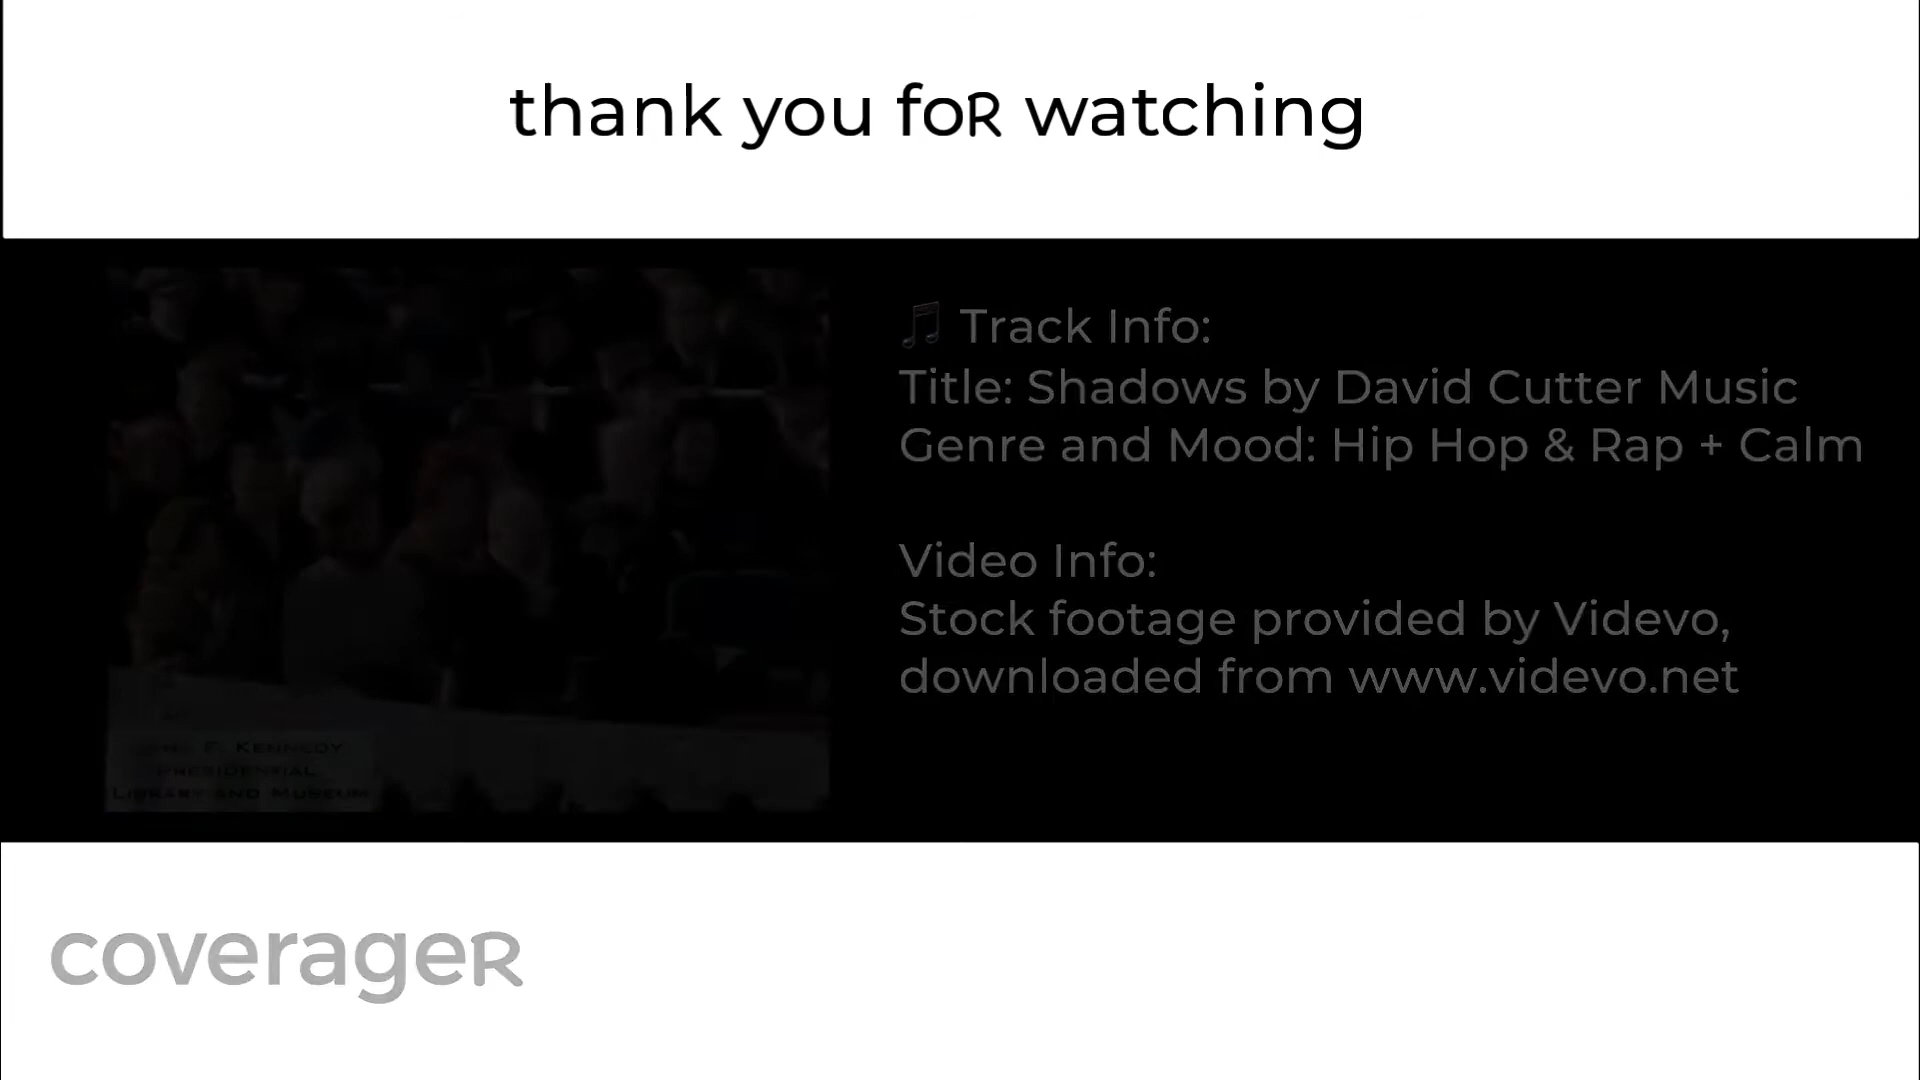 thank you foR watching
🎵 Track Info:
Title: Shadows by David Cutter Music
Genre and Mood: Hip Hop & Rap + Calm
Video Info:
Stock footage provided by Videvo,
downloaded from www.videvo.net
F. Kennedy
Presidential
Library and Museum
coverageR